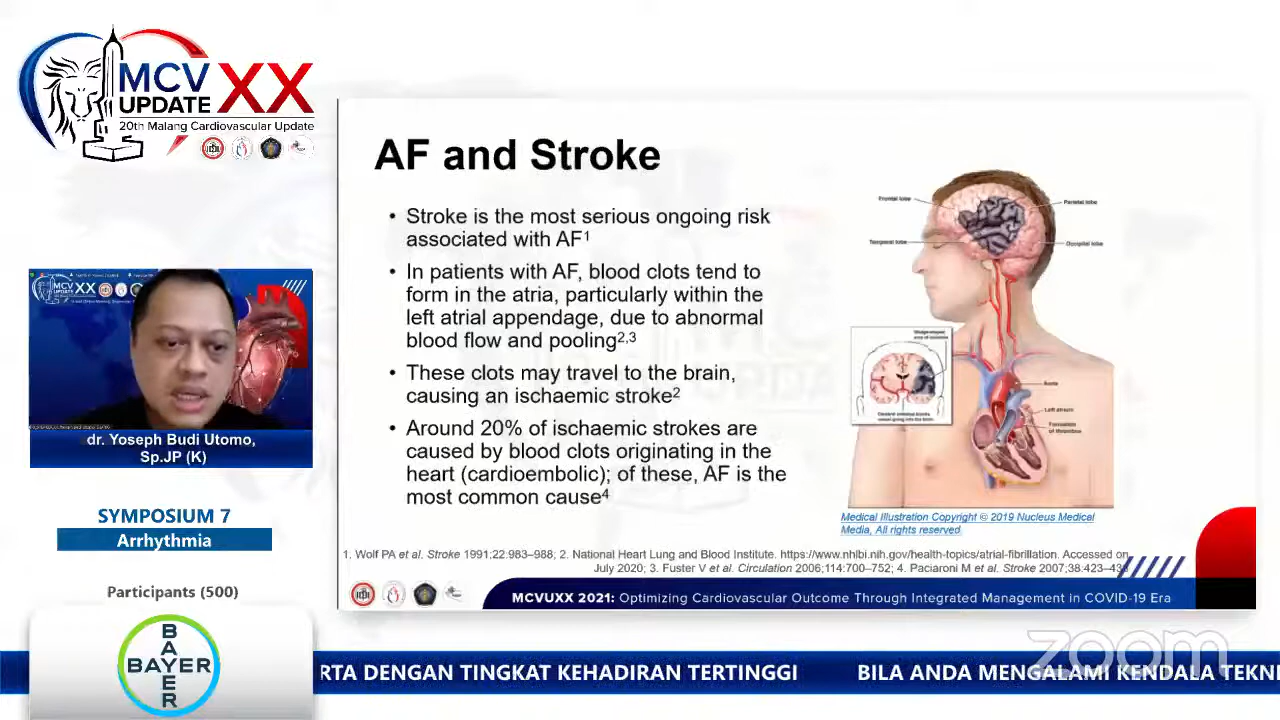 MCV
UPDATE
XX
20th Malang Cardiovascular Update
dr. Yoseph Budi Utomo,
Sp.JP (K)
SYMPOSIUM 7
Arrhythmia
Participants (500)
BAYER
BAYER
AF and Stroke
• Stroke is the most serious ongoing risk
associated with AF1
• In patients with AF, blood clots tend to
form in the atria, particularly within the
left atrial appendage, due to abnormal
blood flow and pooling2,3
• These clots may travel to the brain,
causing an ischaemic stroke2
• Around 20% of ischaemic strokes are
caused by blood clots originating in the
heart (cardioembolic); of these, AF is the
most common cause4
Frontal lobe
Parietal lobe
Temporal lobe
Occipital lobe
Aorta
Left atrium
Formation
of thrombus
Medical Illustration Copyright © 2019 Nucleus Medical
Media, All rights reserved.
1. Wolf PA et al. Stroke 1991;22:983–988; 2. National Heart Lung and Blood Institute. https://www.nhlbi.nih.gov/health-topics/atrial-fibrillation. Accessed on
July 2020; 3. Fuster V et al. Circulation 2006;114:700–752; 4. Paciaroni M et al. Stroke 2007;38:423–43
MCVUXX 2021: Optimizing Cardiovascular Outcome Through Integrated Management in COVID-19 Era
zoom
RTA DENGAN TINGKAT KEHADIRAN TERTINGGI BILA ANDA MENGALAMI KENDALA TEKN